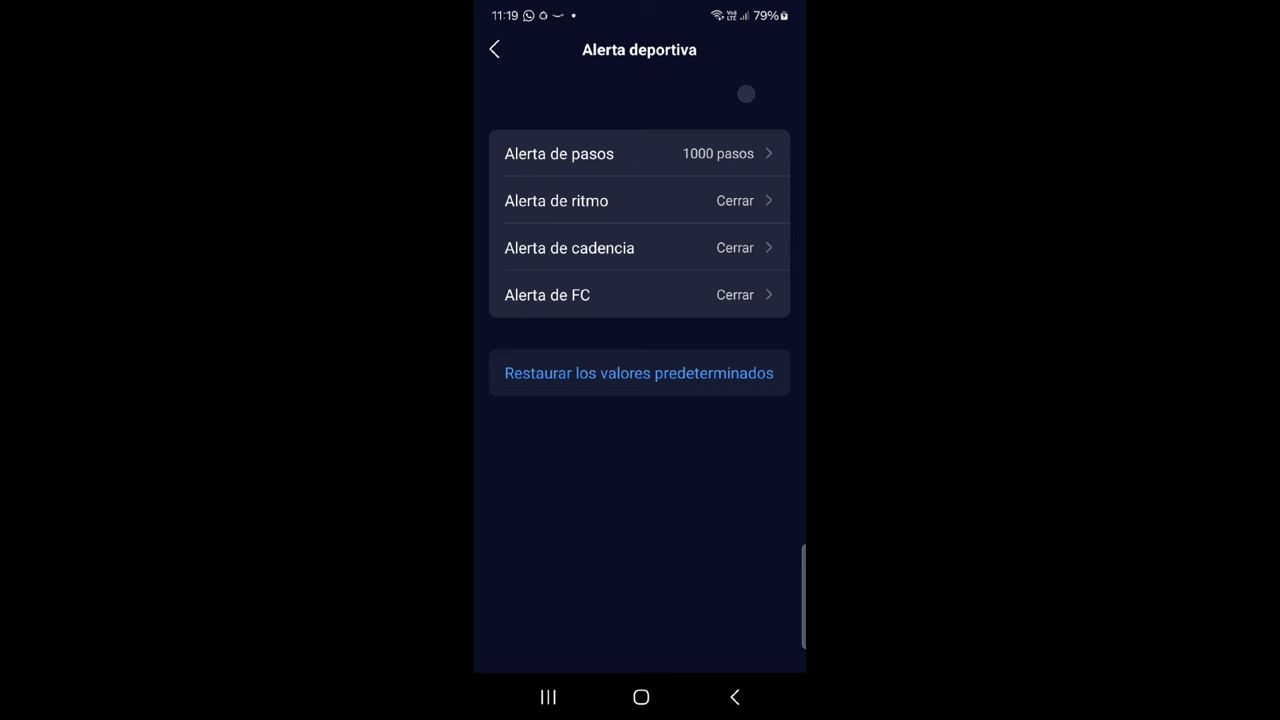 11:19 79%
Alerta deportiva
Alerta de pasos 1000 pasos
Alerta de ritmo Cerrar
Alerta de cadencia Cerrar
Alerta de FC Cerrar
Restaurar los valores predeterminados